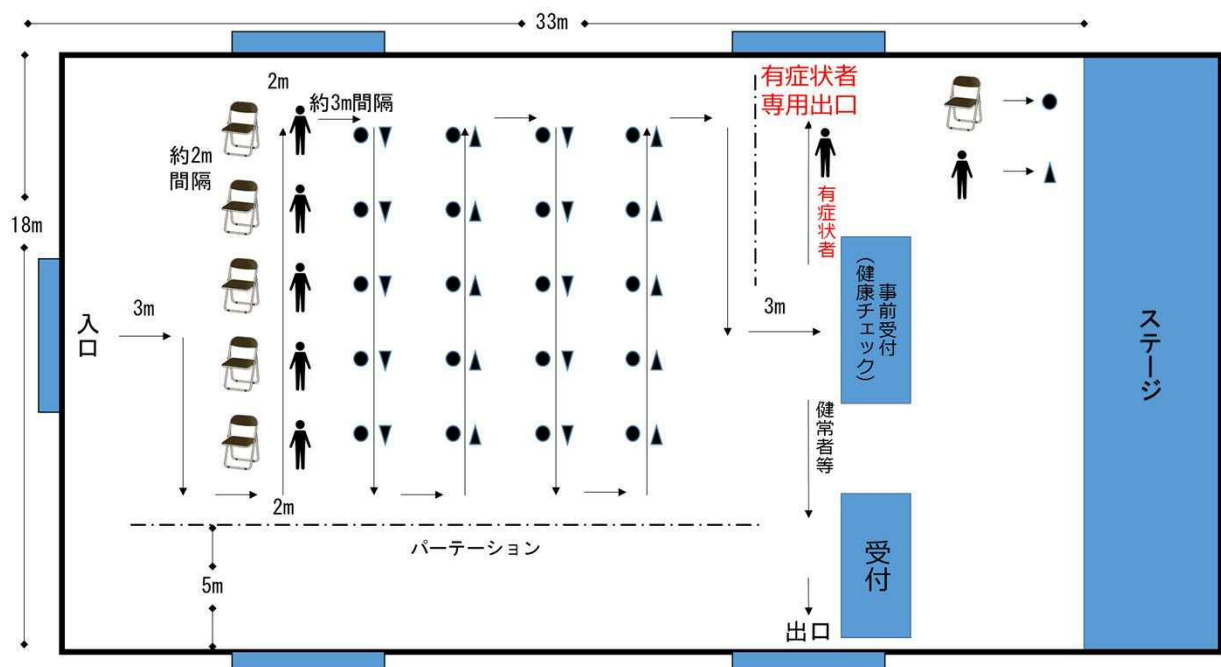 33m
2m
約3m間隔
有症状者
専用出口
約2m
間隔
18m
有症状者
入口
3m
3m
事前受付
(健康チェック)
ステージ
健常者等
2m
パーテーション
5m
受付
出口